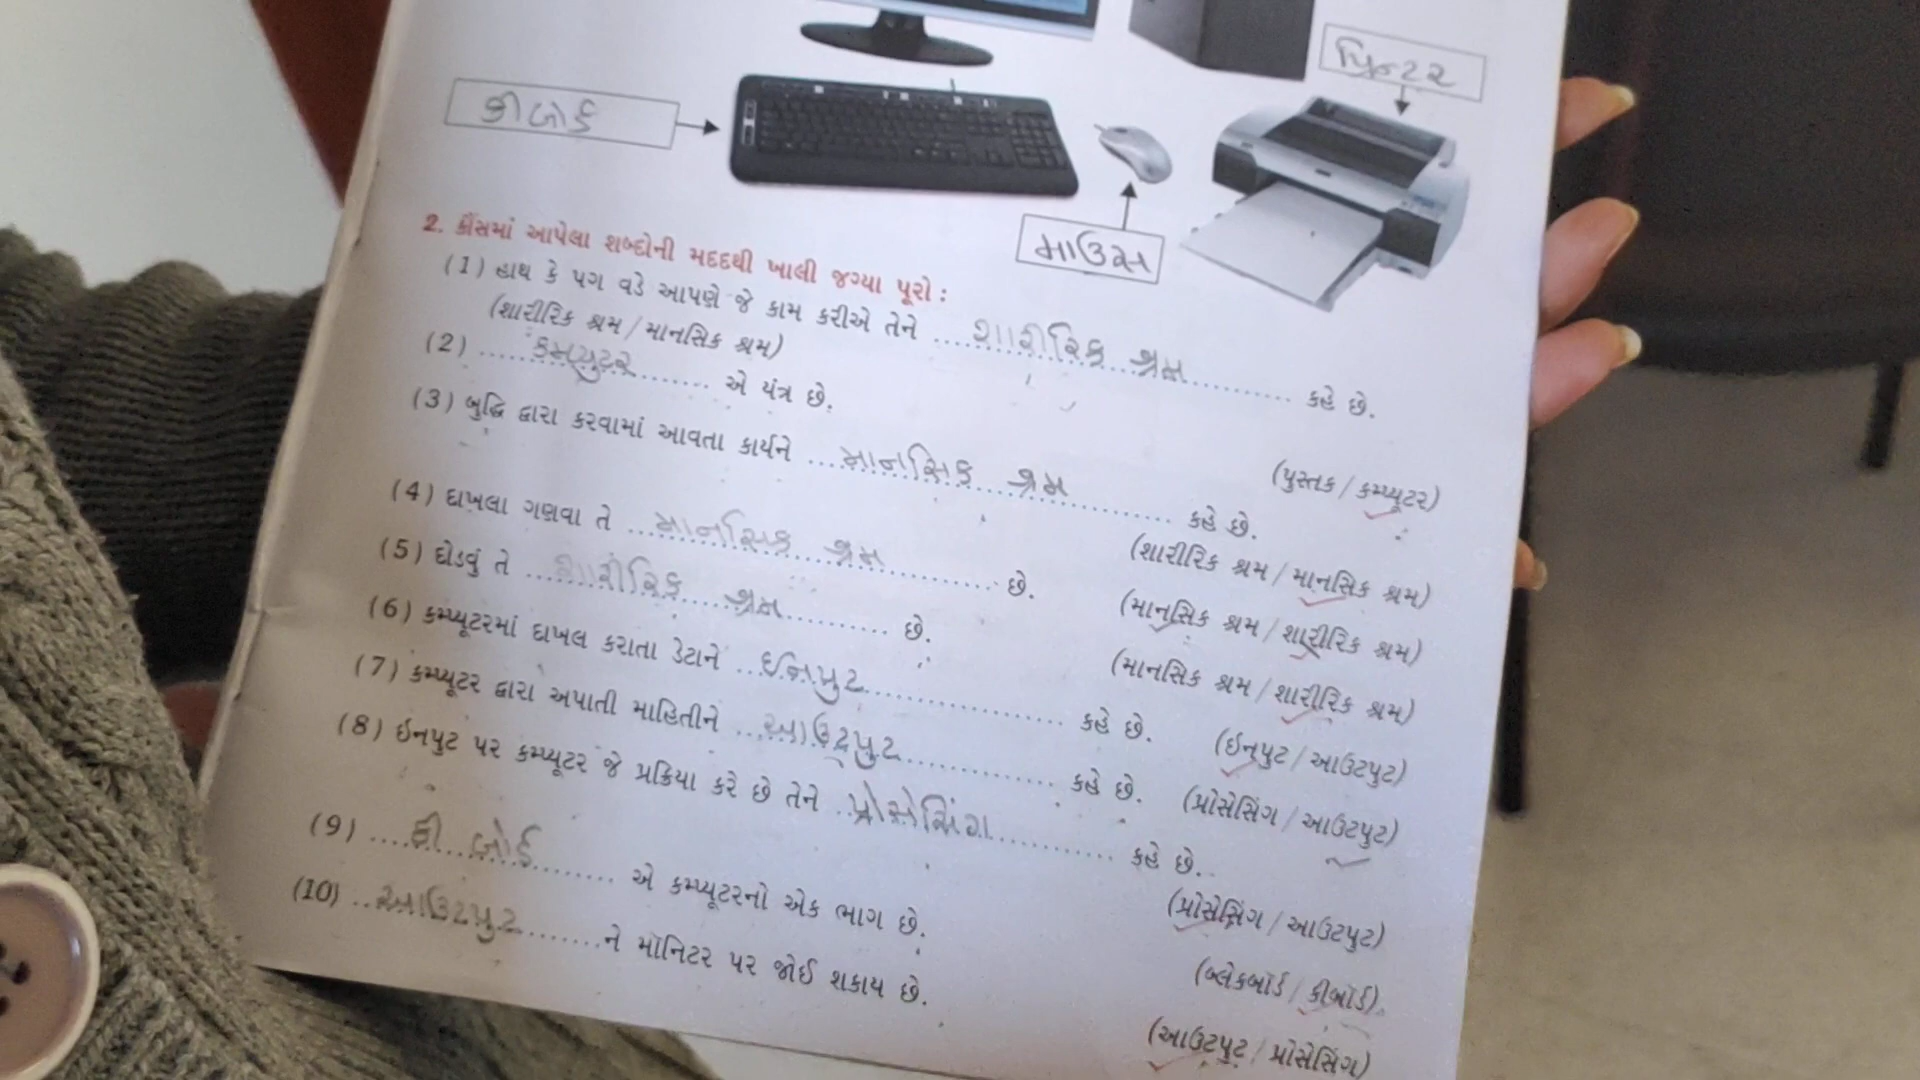 પ્રિન્ટર
કીબોર્ડ
માઉસ
2. કૌંસમાં આપેલા શબ્દોની મદદથી ખાલી જગ્યા પૂરો :
(1) હાથ કે પગ વડે આપણે જે કામ કરીએ તેને ....શારીરિક શ્રમ.... કહે છે.
(શારીરિક શ્રમ / માનસિક શ્રમ)
(2) ....કમ્પ્યુટર.... એ યંત્ર છે. (પુસ્તક / કમ્પ્યૂટર)
(3) બુદ્ધિ દ્વારા કરવામાં આવતા કાર્યને ....માનસિક શ્રમ.... કહે છે. (શારીરિક શ્રમ / માનસિક શ્રમ)
(4) દાખલા ગણવા તે ....માનસિક શ્રમ.... છે. (માનસિક શ્રમ / શારીરિક શ્રમ)
(5) દોડવું તે ....શારીરિક શ્રમ.... છે. (માનસિક શ્રમ / શારીરિક શ્રમ)
(6) કમ્પ્યૂટરમાં દાખલ કરાતા ડેટાને ...ઈનપુટ.... કહે છે. (ઇનપુટ / આઉટપુટ)
(7) કમ્પ્યૂટર દ્વારા અપાતી માહિતીને ...આઉટપુટ.... કહે છે. (પ્રોસેસિંગ / આઉટપુટ)
(8) ઇનપુટ પર કમ્પ્યૂટર જે પ્રક્રિયા કરે છે તેને ..પ્રોસેસિંગ.... કહે છે. (પ્રોસેસિંગ / આઉટપુટ)
(9) ....કી બોર્ડ.... એ કમ્પ્યૂટરનો એક ભાગ છે. (બ્લેકબૉર્ડ / કીબૉર્ડ)
(10) ..આઉટપુટ....ને મૉનિટર પર જોઈ શકાય છે. (આઉટપુટ / પ્રોસેસિંગ)